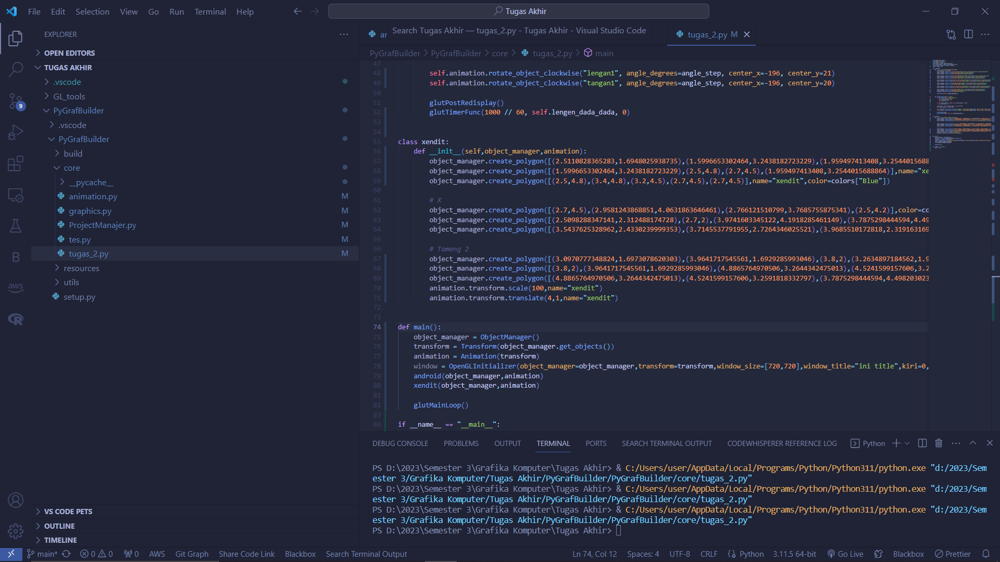 File Edit Selection View Go Run Terminal Help
Tugas Akhir
EXPLORER
OPEN EDITORS
TUGAS AKHIR
.vscode
GL_tools
PyGrafBuilder
.vscode
PyGrafBuilder
build
core
__pycache__
animation.py M
graphics.py M
ProjectManajer.py M
tes.py M
tugas_2.py M
resources
utils
setup.py
VS CODE PETS
OUTLINE
TIMELINE
9
B
aws
R
ar
Search Tugas Akhir — tugas_2.py - Tugas Akhir - Visual Studio Code
tugas_2.py M
PyGrafBuilder > PyGrafBuilder > core > tugas_2.py > main
47
48 self.animation.rotate_object_clockwise("lengan1", angle_degrees=angle_step, center_x=-196, center_y=21)
49 self.animation.rotate_object_clockwise("tangan1", angle_degrees=angle_step, center_x=-196, center_y=20)
50
51 glutPostRedisplay()
52 glutTimerFunc(1000 // 60, self.lengen_dada_dada, 0)
53
54
55 class xendit:
56 def __init__(self,object_manager,animation):
57 object_manager.create_polygon([(2.5110828365283,1.6948025938735),(1.5996653302464,3.2438182723229),(1.959497413408,3.2544015688
58 object_manager.create_polygon([(1.5996653302464,3.2438182723229),(2.5,4.8),(2.7,4.5),(1.959497413408,3.2544015688864)],name="xe
59 object_manager.create_polygon([(2.5,4.8),(3.4,4.8),(3.2,4.5),(2.7,4.5),(2.7,4.5)],name="xendit",color=colors["Blue"])
60
61 # X
62 object_manager.create_polygon([(2.7,4.5),(2.9581243868851,4.0631863646461),(2.766121510799,3.7685755875341),(2.5,4.2)],color=co
63 object_manager.create_polygon([(2.5098288347141,2.312488174728),(2.7,2),(3.9741603345122,4.1918285461149),(3.7875298444594,4.49
64 object_manager.create_polygon([(3.5437625328962,2.4330239999353),(3.7145537791955,2.7264346025521),(3.9685510172818,2.319163169
65
66 # Tameng 2
67 object_manager.create_polygon([(3.0970777348824,1.6973078620303),(3.9641717545561,1.6929285993046),(3.8,2),(3.2634897184562,1.9
68 object_manager.create_polygon([(3.8,2),(3.9641717545561,1.6929285993046),(4.8865764970506,3.2644342475013),(4.5241599157606,3.2
69 object_manager.create_polygon([(4.8865764970506,3.2644342475013),(4.5241599157606,3.2591818332797),(3.7875298444594,4.498203023
70 animation.transform.scale(100,name="xendit")
71 animation.transform.translate(4,1,name="xendit")
72
73
74 def main():
75 object_manager = ObjectManager()
76 transform = Transform(object_manager.get_objects())
77 animation = Animation(transform)
78 window = OpenGLInitializer(object_manager=object_manager,transform=transform,window_size=[720,720],window_title="ini title",kiri=0,
79 android(object_manager,animation)
80 xendit(object_manager,animation)
81
82 glutMainLoop()
83
84 if __name__ == "__main__":
DEBUG CONSOLE PROBLEMS OUTPUT TERMINAL PORTS SEARCH TERMINAL OUTPUT CODEWHISPERER REFERENCE LOG Python
PS D:\2023\Semester 3\Grafika Komputer\Tugas Akhir> & C:/Users/user/AppData/Local/Programs/Python/Python311/python.exe "d:/2023/Sem
ester 3/Grafika Komputer/Tugas Akhir/PyGrafBuilder/PyGrafBuilder/core/tugas_2.py"
PS D:\2023\Semester 3\Grafika Komputer\Tugas Akhir> & C:/Users/user/AppData/Local/Programs/Python/Python311/python.exe "d:/2023/Sem
ester 3/Grafika Komputer/Tugas Akhir/PyGrafBuilder/PyGrafBuilder/core/tugas_2.py"
PS D:\2023\Semester 3\Grafika Komputer\Tugas Akhir> & C:/Users/user/AppData/Local/Programs/Python/Python311/python.exe "d:/2023/Sem
ester 3/Grafika Komputer/Tugas Akhir/PyGrafBuilder/PyGrafBuilder/core/tugas_2.py"
PS D:\2023\Semester 3\Grafika Komputer\Tugas Akhir>
main* 0 0 0 AWS Git Graph Share Code Link Blackbox Search Terminal Output Ln 74, Col 12 Spaces: 4 UTF-8 CRLF Python 3.11.5 64-bit Go Live Blackbox Prettier